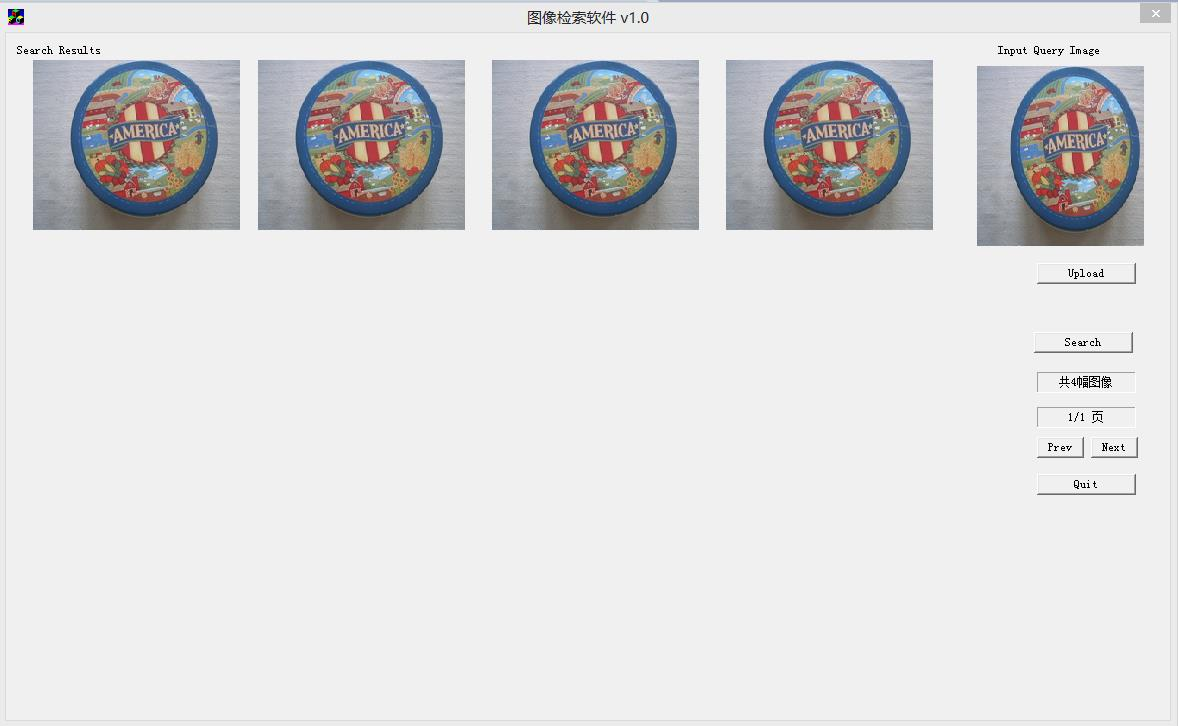 图像检索软件 v1.0
Search Results
Input Query Image
AMERICA
AMERICA
AMERICA
AMERICA
AMERICA
Upload
Search
共4幅图像
1/1 页
Prev Next
Quit